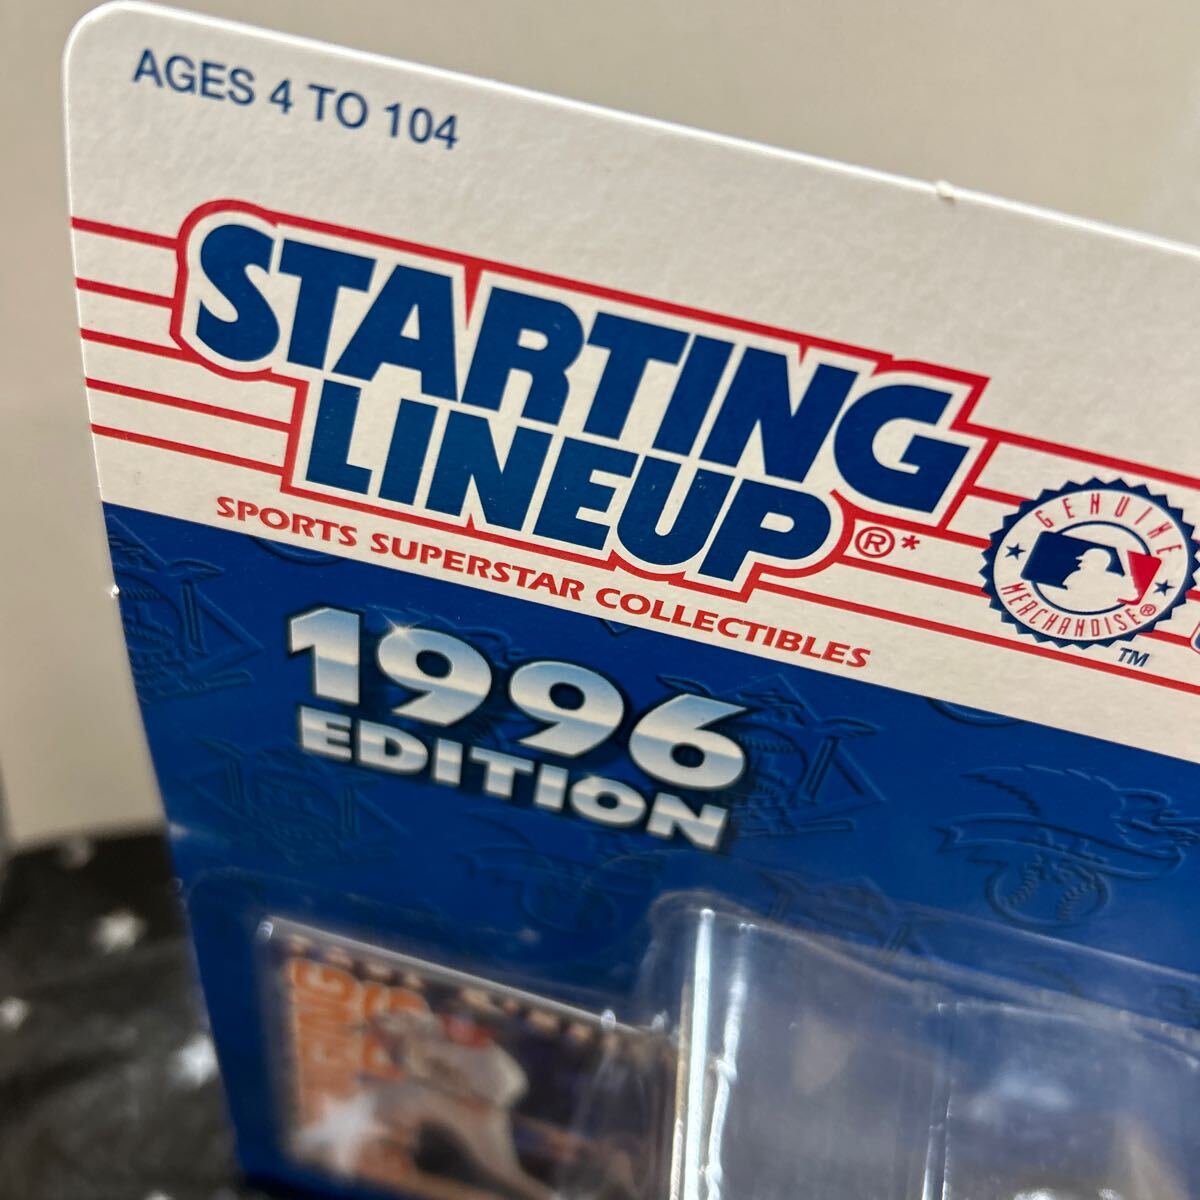 AGES 4 TO 104
STARTING
LINEUP®*
SPORTS SUPERSTAR COLLECTIBLES
GENUINE
MERCHANDISE®
TM
1996
EDITION